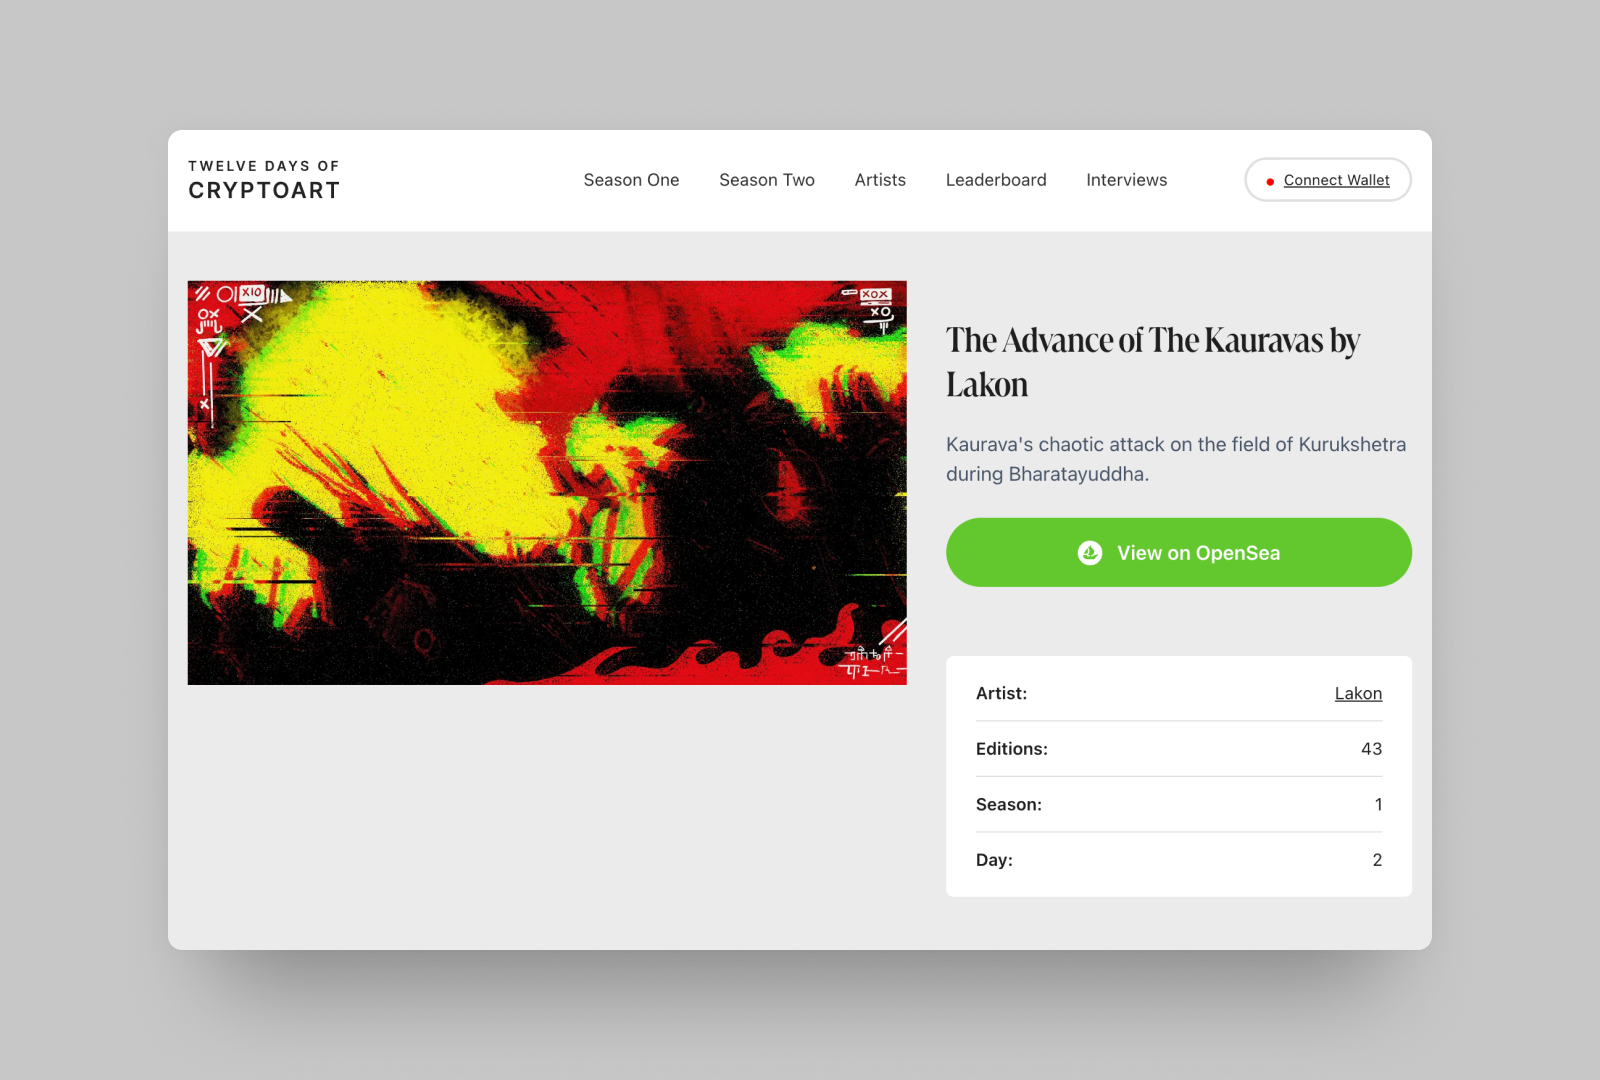 TWELVE DAYS OF
CRYPTOART
Season One
Season Two
Artists
Leaderboard
Interviews
Connect Wallet
X10
XOX
XO
The Advance of The Kauravas by
Lakon
Kaurava's chaotic attack on the field of Kurukshetra
during Bharatayuddha.
View on OpenSea
Artist: Lakon
Editions: 43
Season: 1
Day: 2